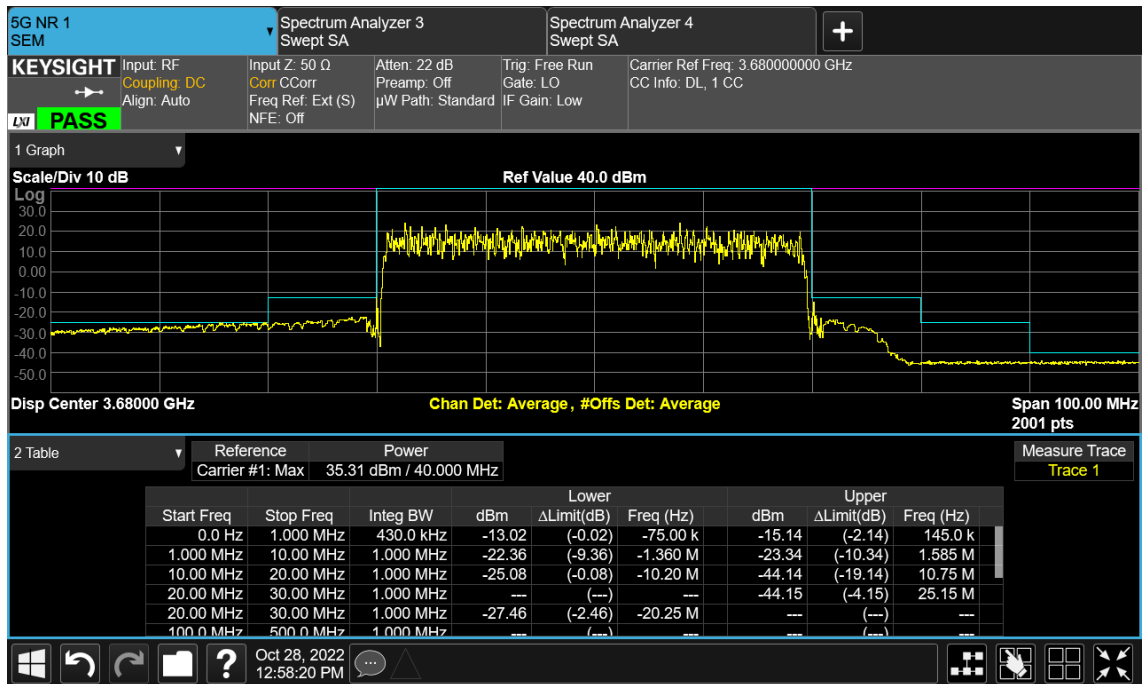 5G NR 1
SEM
Spectrum Analyzer 3
Swept SA
Spectrum Analyzer 4
Swept SA
KEYSIGHT
LXI
PASS
Input: RF
Coupling: DC
Align: Auto
Input Z: 50 Ω
Corr CCorr
Freq Ref: Ext (S)
NFE: Off
Atten: 22 dB
Preamp: Off
µW Path: Standard
Trig: Free Run
Gate: LO
IF Gain: Low
Carrier Ref Freq: 3.680000000 GHz
CC Info: DL, 1 CC
1 Graph
Scale/Div 10 dB
Ref Value 40.0 dBm
Log
30.0
20.0
10.0
0.00
-10.0
-20.0
-30.0
-40.0
-50.0
Disp Center 3.68000 GHz
Chan Det: Average, #Offs Det: Average
Span 100.00 MHz
2001 pts
2 Table
Reference Power
Carrier #1: Max 35.31 dBm / 40.000 MHz
Measure Trace
Trace 1
Lower Upper
Start Freq Stop Freq Integ BW dBm ΔLimit(dB) Freq (Hz) dBm ΔLimit(dB) Freq (Hz)
0.0 Hz 1.000 MHz 430.0 kHz -13.02 (-0.02) -75.00 k -15.14 (-2.14) 145.0 k
1.000 MHz 10.00 MHz 1.000 MHz -22.36 (-9.36) -1.360 M -23.34 (-10.34) 1.585 M
10.00 MHz 20.00 MHz 1.000 MHz -25.08 (-0.08) -10.20 M -44.14 (-19.14) 10.75 M
20.00 MHz 30.00 MHz 1.000 MHz --- (---) --- -44.15 (-4.15) 25.15 M
20.00 MHz 30.00 MHz 1.000 MHz -27.46 (-2.46) -20.25 M --- (---) ---
100.0 MHz 500.0 MHz 1.000 MHz --- (---) --- --- (---) ---
Oct 28, 2022
12:58:20 PM